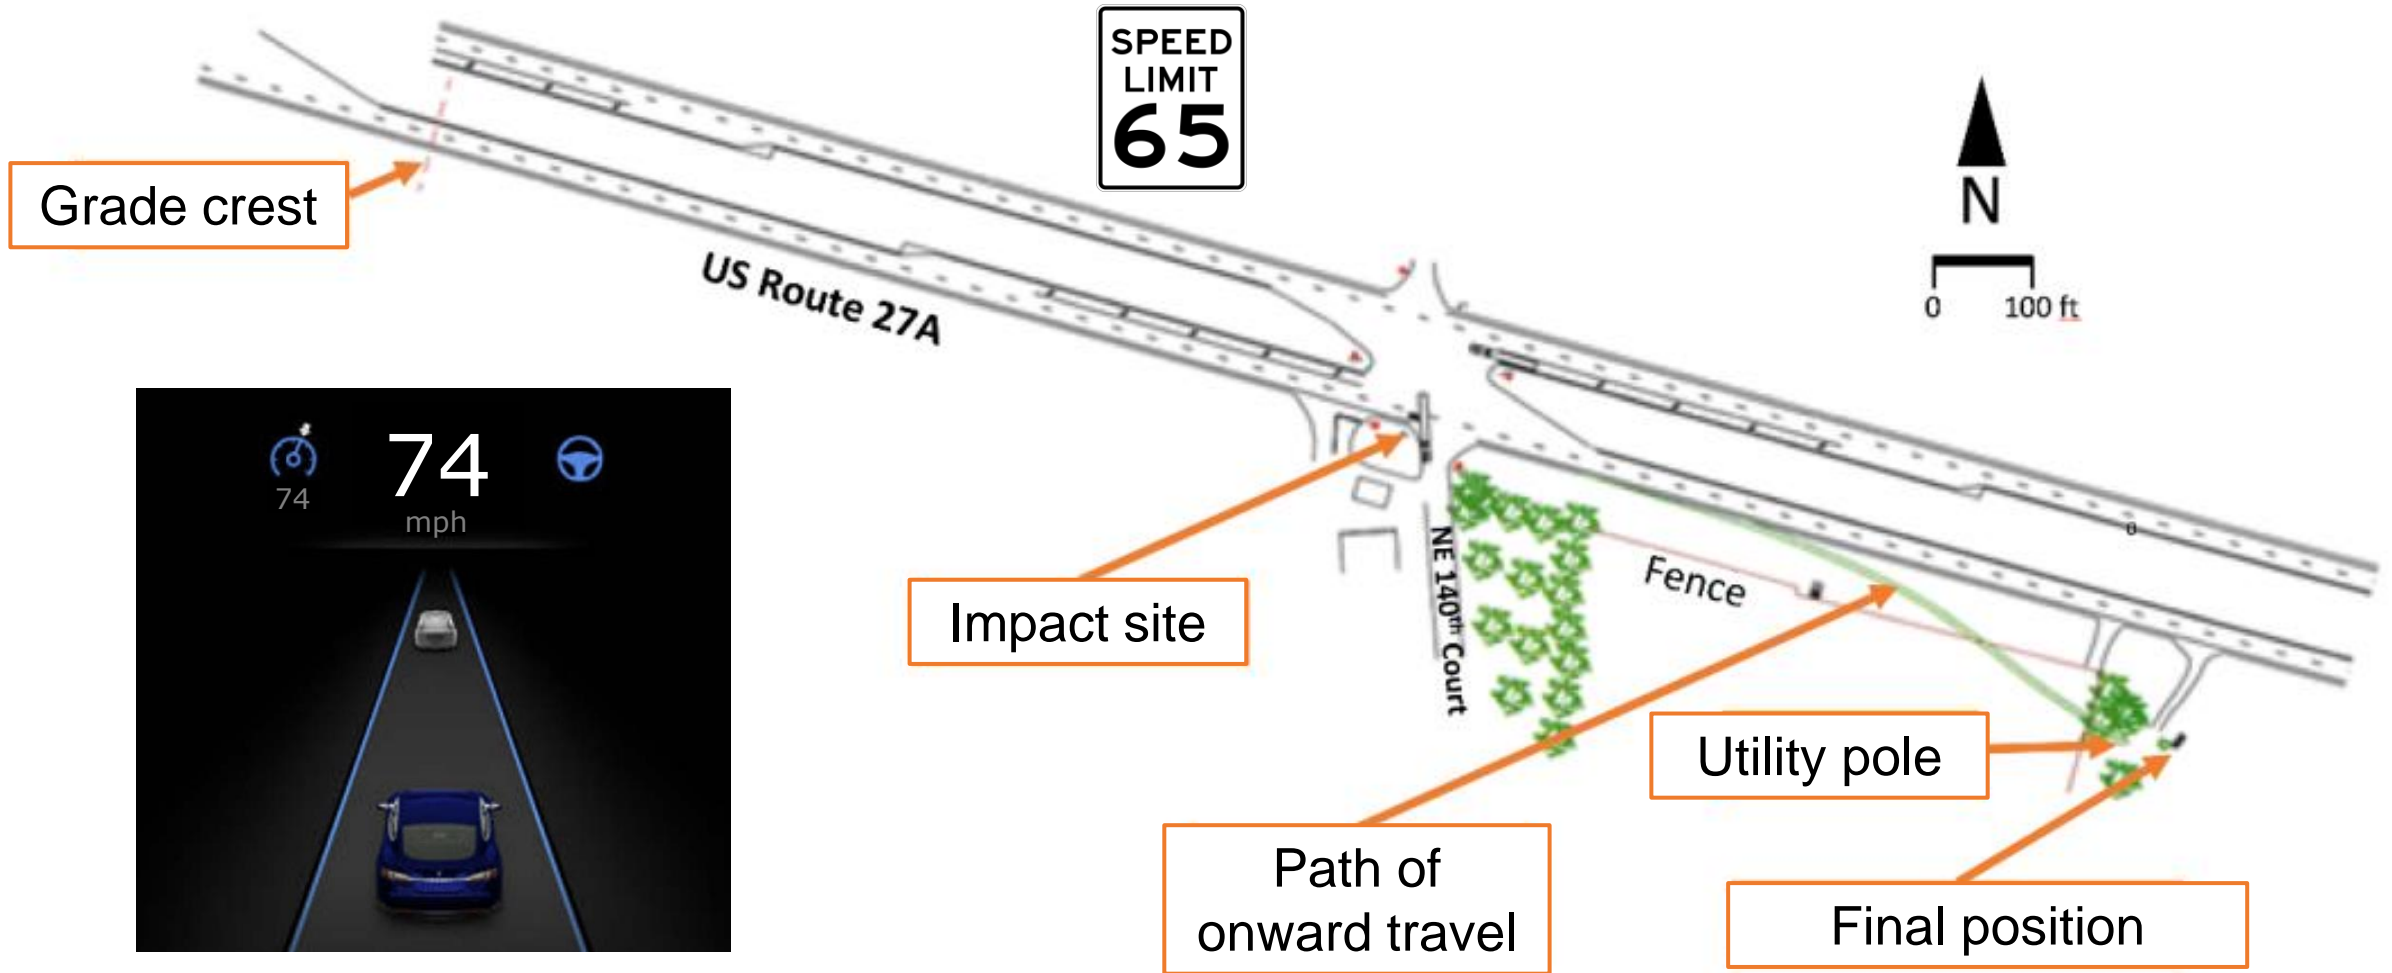 SPEED
LIMIT
65
N
0 100 ft
Grade crest
US Route 27A
74
74
mph
Impact site
NE 140th Court
Fence
Utility pole
Path of
onward travel
Final position